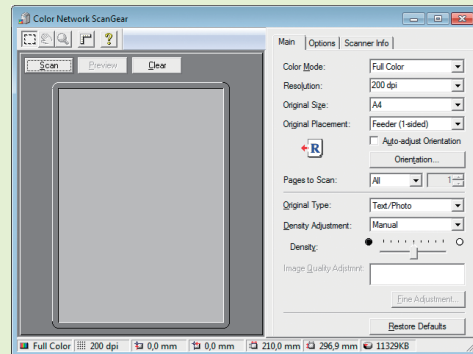 Color Network ScanGear
Main Options Scanner Info
Scan Preview Clear
Color Mode: Full Color
Resolution: 200 dpi
Original Size: A4
Original Placement: Feeder (1-sided)
R
Auto-adjust Orientation
Orientation...
Pages to Scan: All 1
Original Type: Text/Photo
Density Adjustment: Manual
Density:
Image Quality Adjstmnt:
Fine Adjustment...
Restore Defaults
Full Color 200 dpi 0,0 mm 0,0 mm 210,0 mm 296,9 mm 11329KB